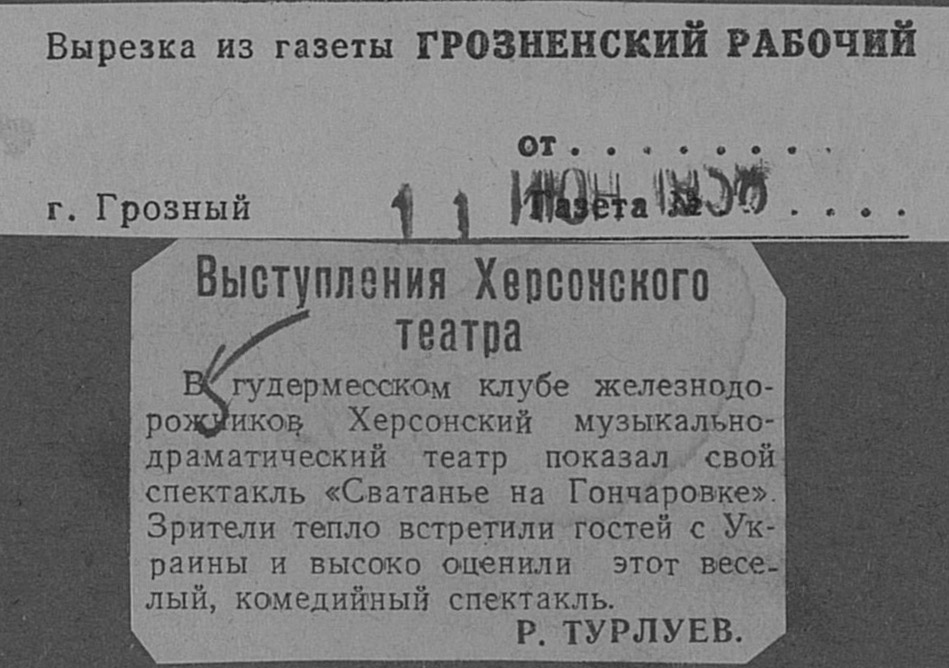 Вырезка из газеты ГРОЗНЕНСКИЙ РАБОЧИЙ
от . . . . . . . .
г. Грозный 11 ИЮН Газета № . . . .
Выступления Херсонского
театра
В гудермесском клубе железнодо-
рожников Херсонский музыкально-
драматический театр показал свой
спектакль «Сватанье на Гончаровке».
Зрители тепло встретили гостей с Ук-
раины и высоко оценили этот весе-
лый, комедийный спектакль.
Р. ТУРЛУЕВ.